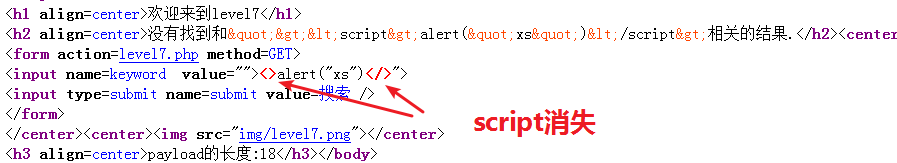 <h1 align=center>欢迎来到level7</h1>
<h2 align=center>没有找到和&quot;&gt;&lt;script&gt;alert(&quot;xs&quot;)&lt;/script&gt;相关的结果.</h2><center
<form action=level7.php method=GET>
<input name=keyword  value=""><>alert("xs")</>">
<input type=submit name=submit value=搜索 />
</form>
</center><center><img src="img/level7.png"></center>
<h3 align=center>payload的长度:18</h3></body>
script消失